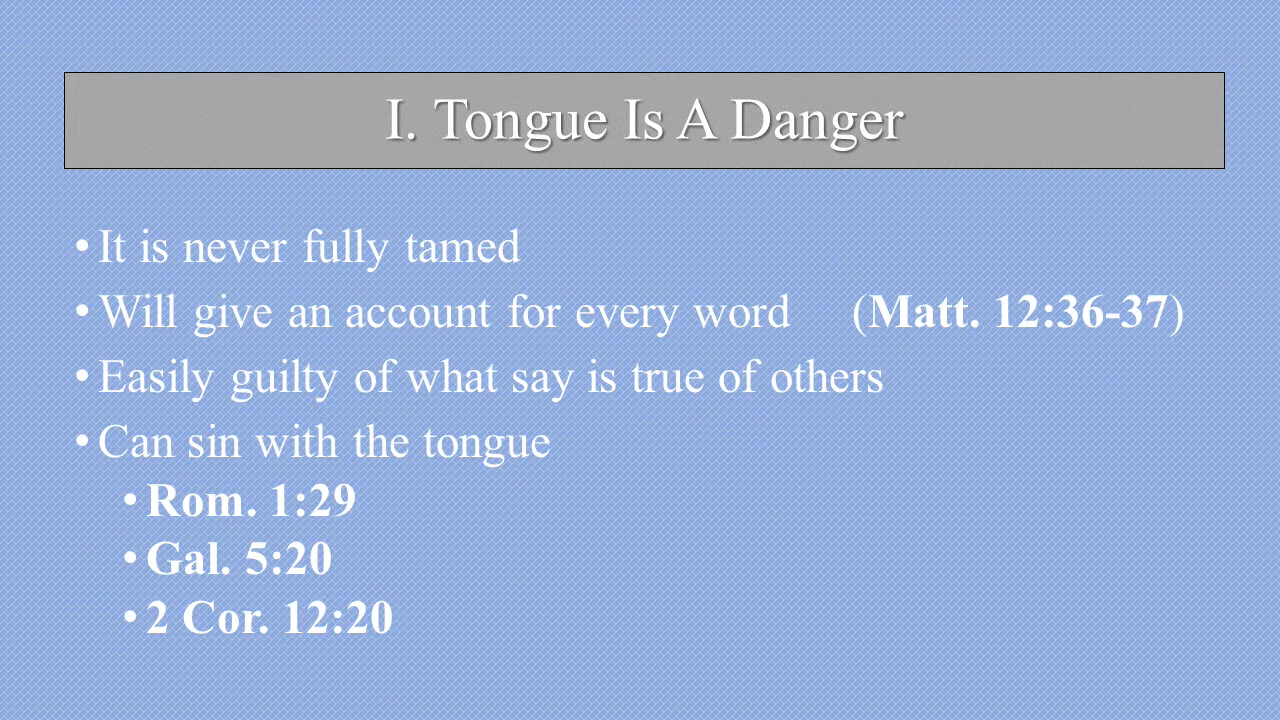 I. Tongue Is A Danger
• It is never fully tamed
• Will give an account for every word (Matt. 12:36-37)
• Easily guilty of what say is true of others
• Can sin with the tongue
• Rom. 1:29
• Gal. 5:20
• 2 Cor. 12:20